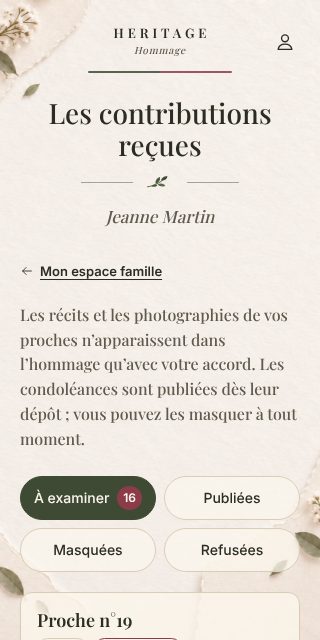 HERITAGE
Hommage
Les contributions
reçues
Jeanne Martin
← Mon espace famille
Les récits et les photographies de vos
proches n’apparaissent dans
l’hommage qu’avec votre accord. Les
condoléances sont publiées dès leur
dépôt ; vous pouvez les masquer à tout
moment.
À examiner 16
Publiées
Masquées
Refusées
Proche n°19